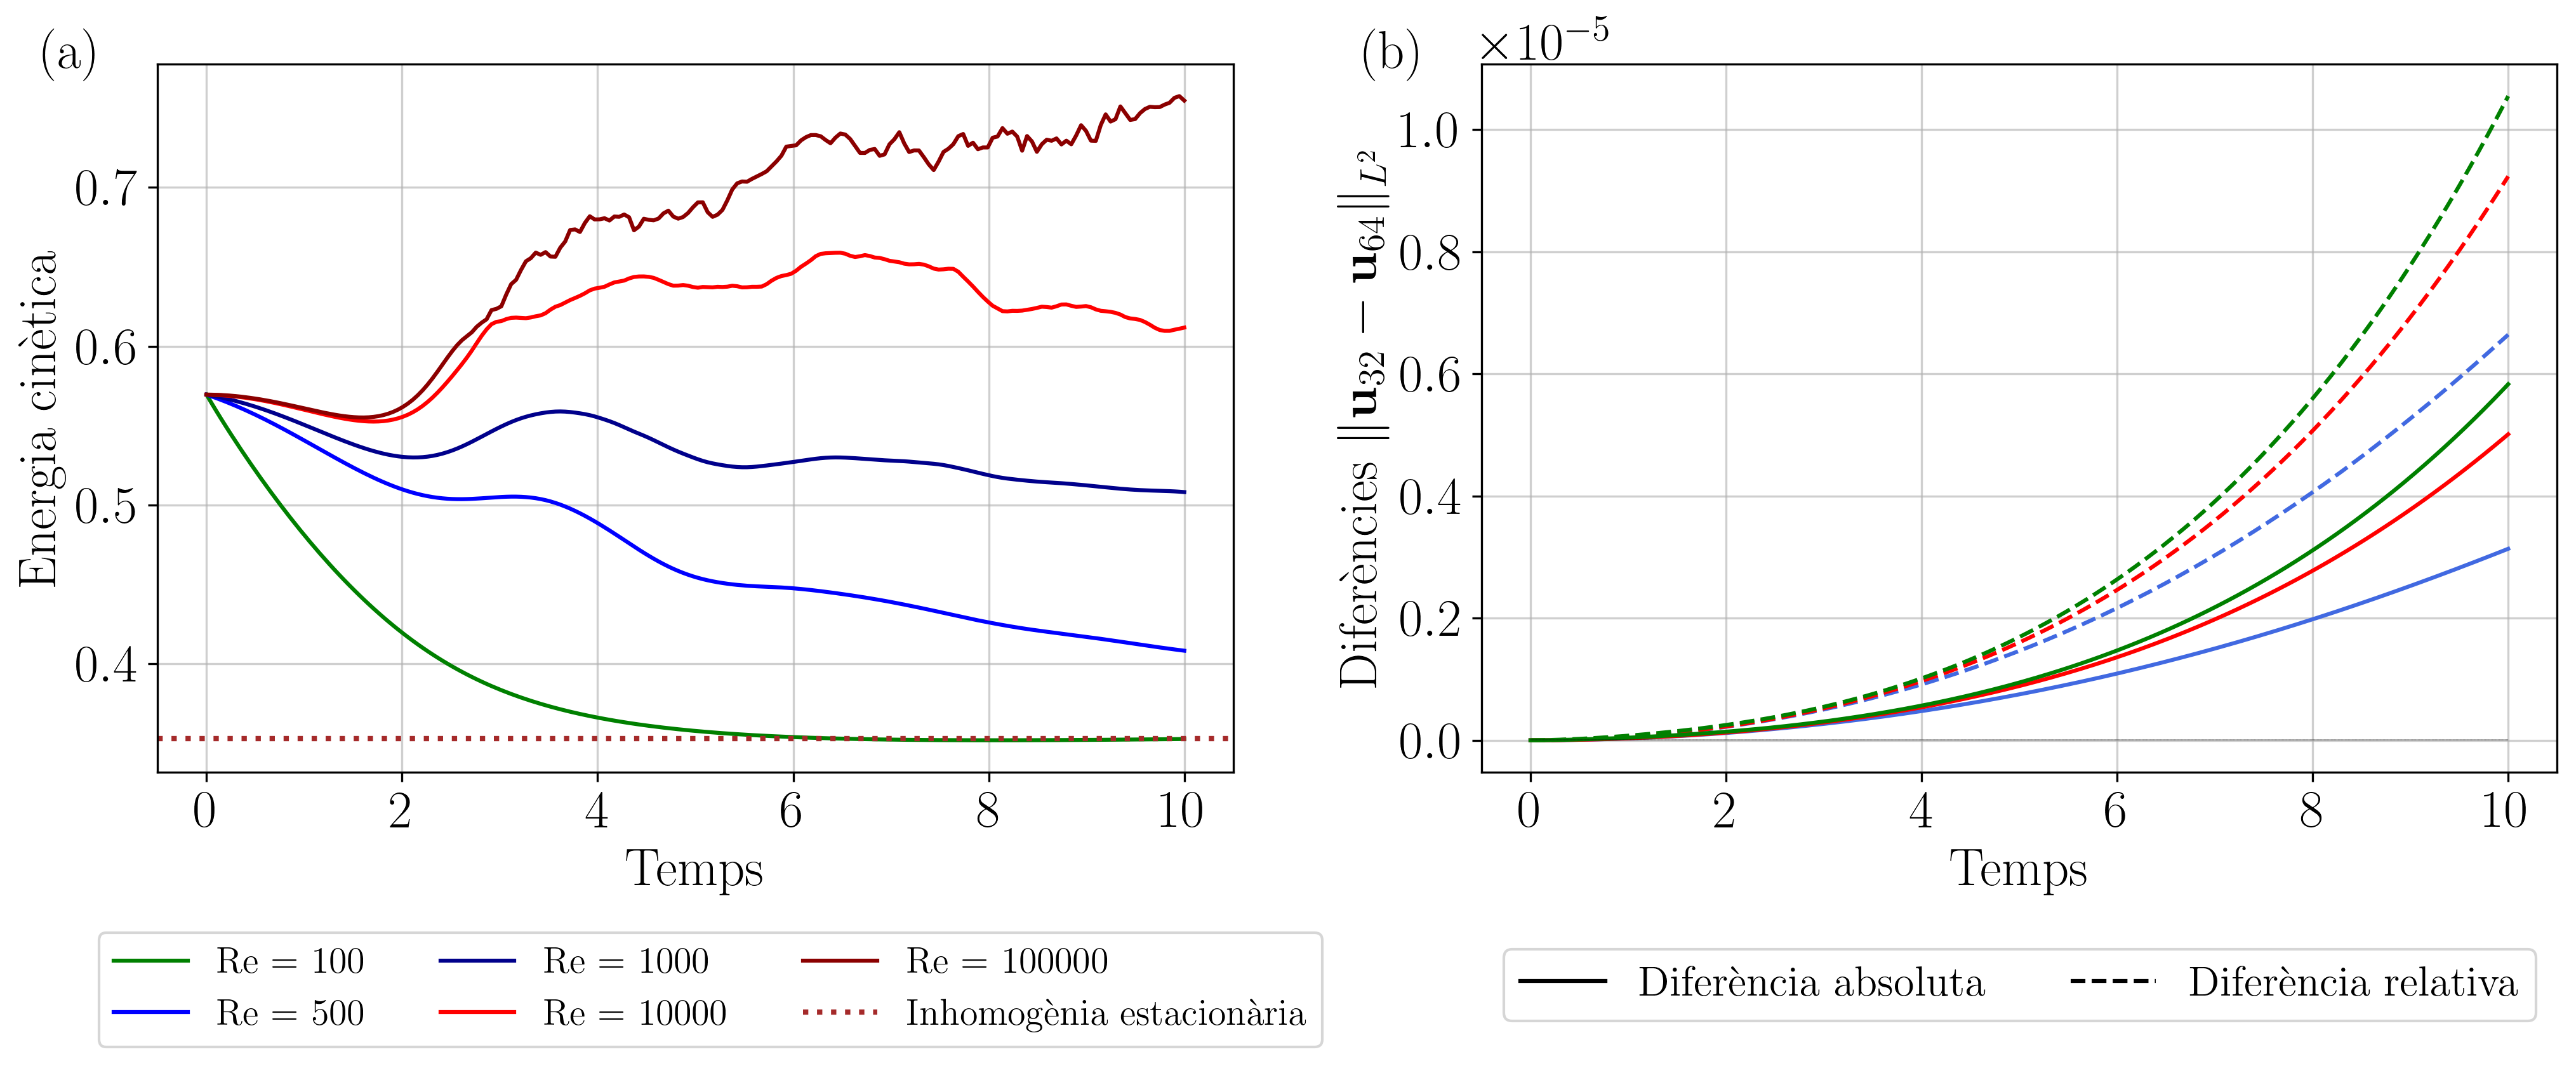 (a)
Energia cinètica
0.7
0.6
0.5
0.4
0 2 4 6 8 10
Temps
Re = 100 Re = 1000 Re = 100000
Re = 500 Re = 10000 Inhomogènia estacionària
(b)
×10⁻⁵
Diferències ||u₃₂ − u₆₄||_L²
1.0
0.8
0.6
0.4
0.2
0.0
0 2 4 6 8 10
Temps
Diferència absoluta Diferència relativa